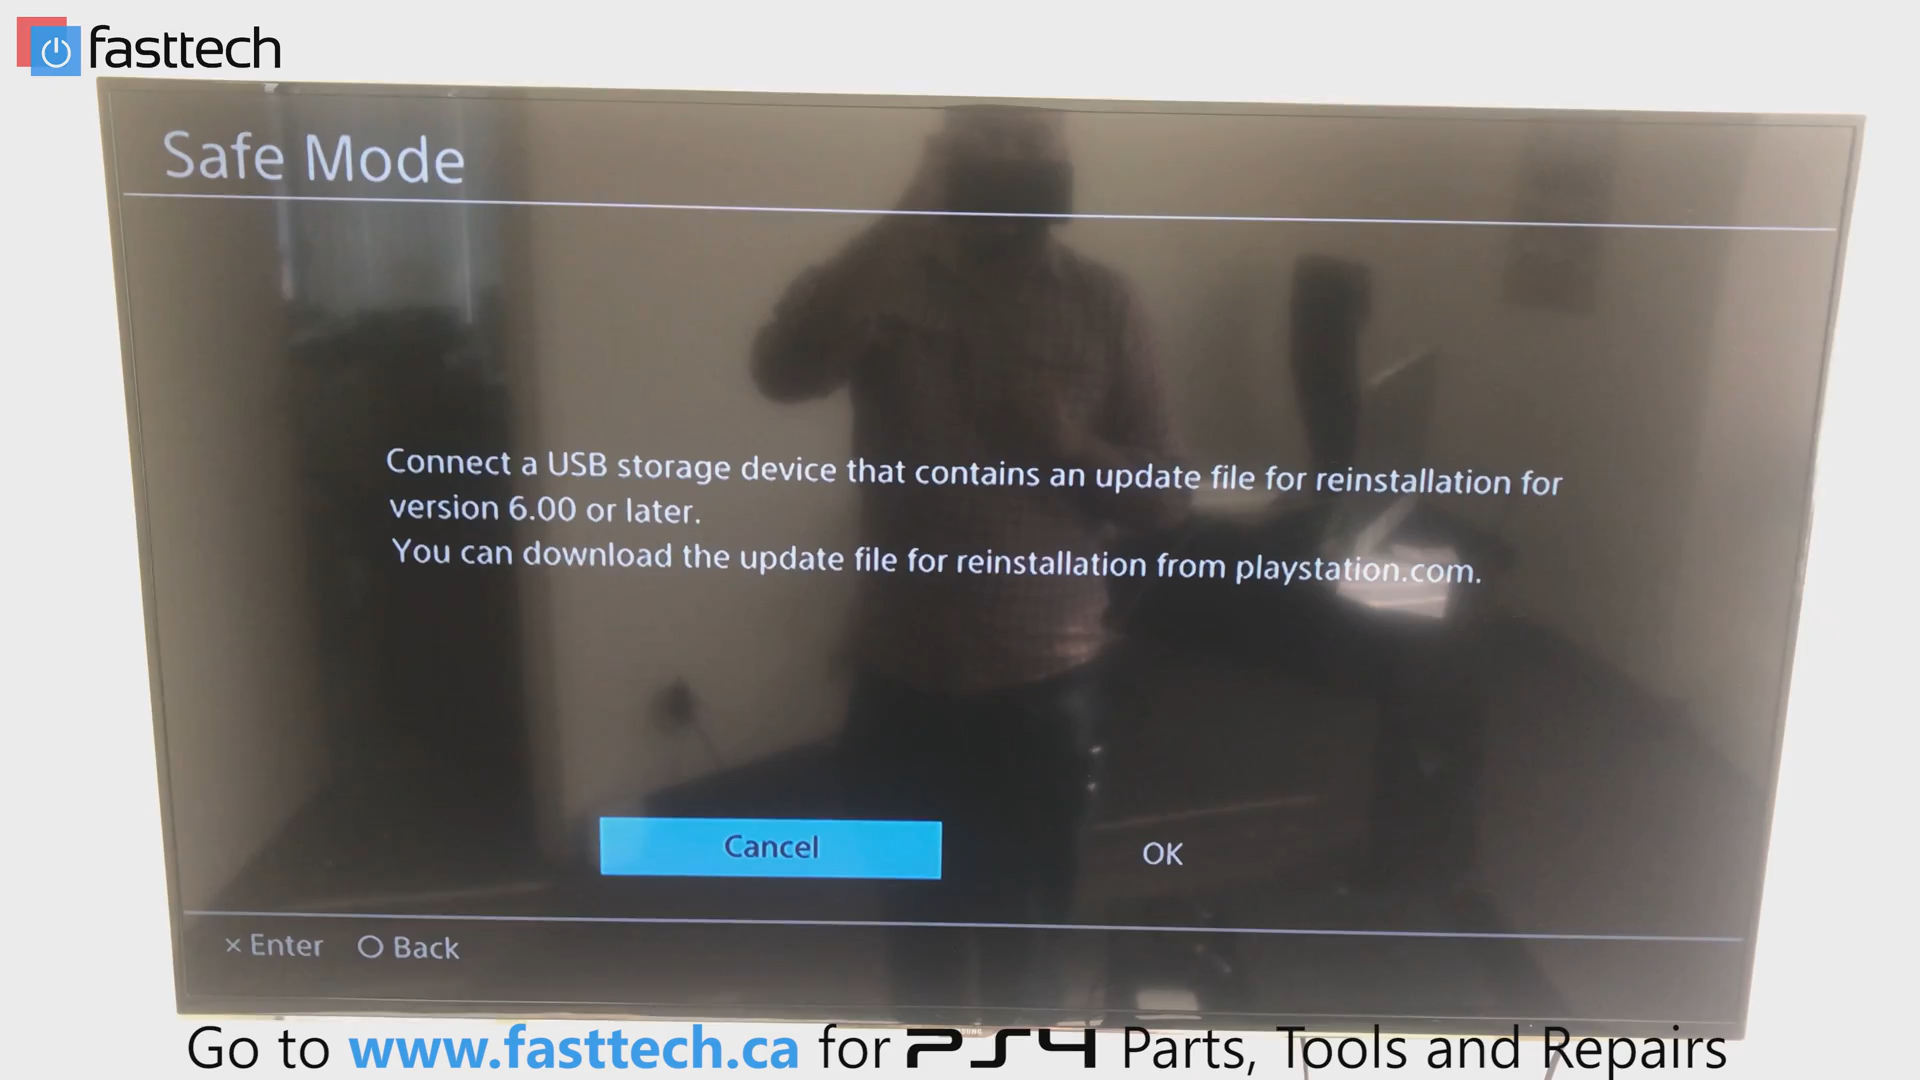 fasttech
Safe Mode
Connect a USB storage device that contains an update file for reinstallation for
version 6.00 or later.
You can download the update file for reinstallation from playstation.com.
Cancel
OK
× Enter ○ Back
Go to www.fasttech.ca for PS4 Parts, Tools and Repairs